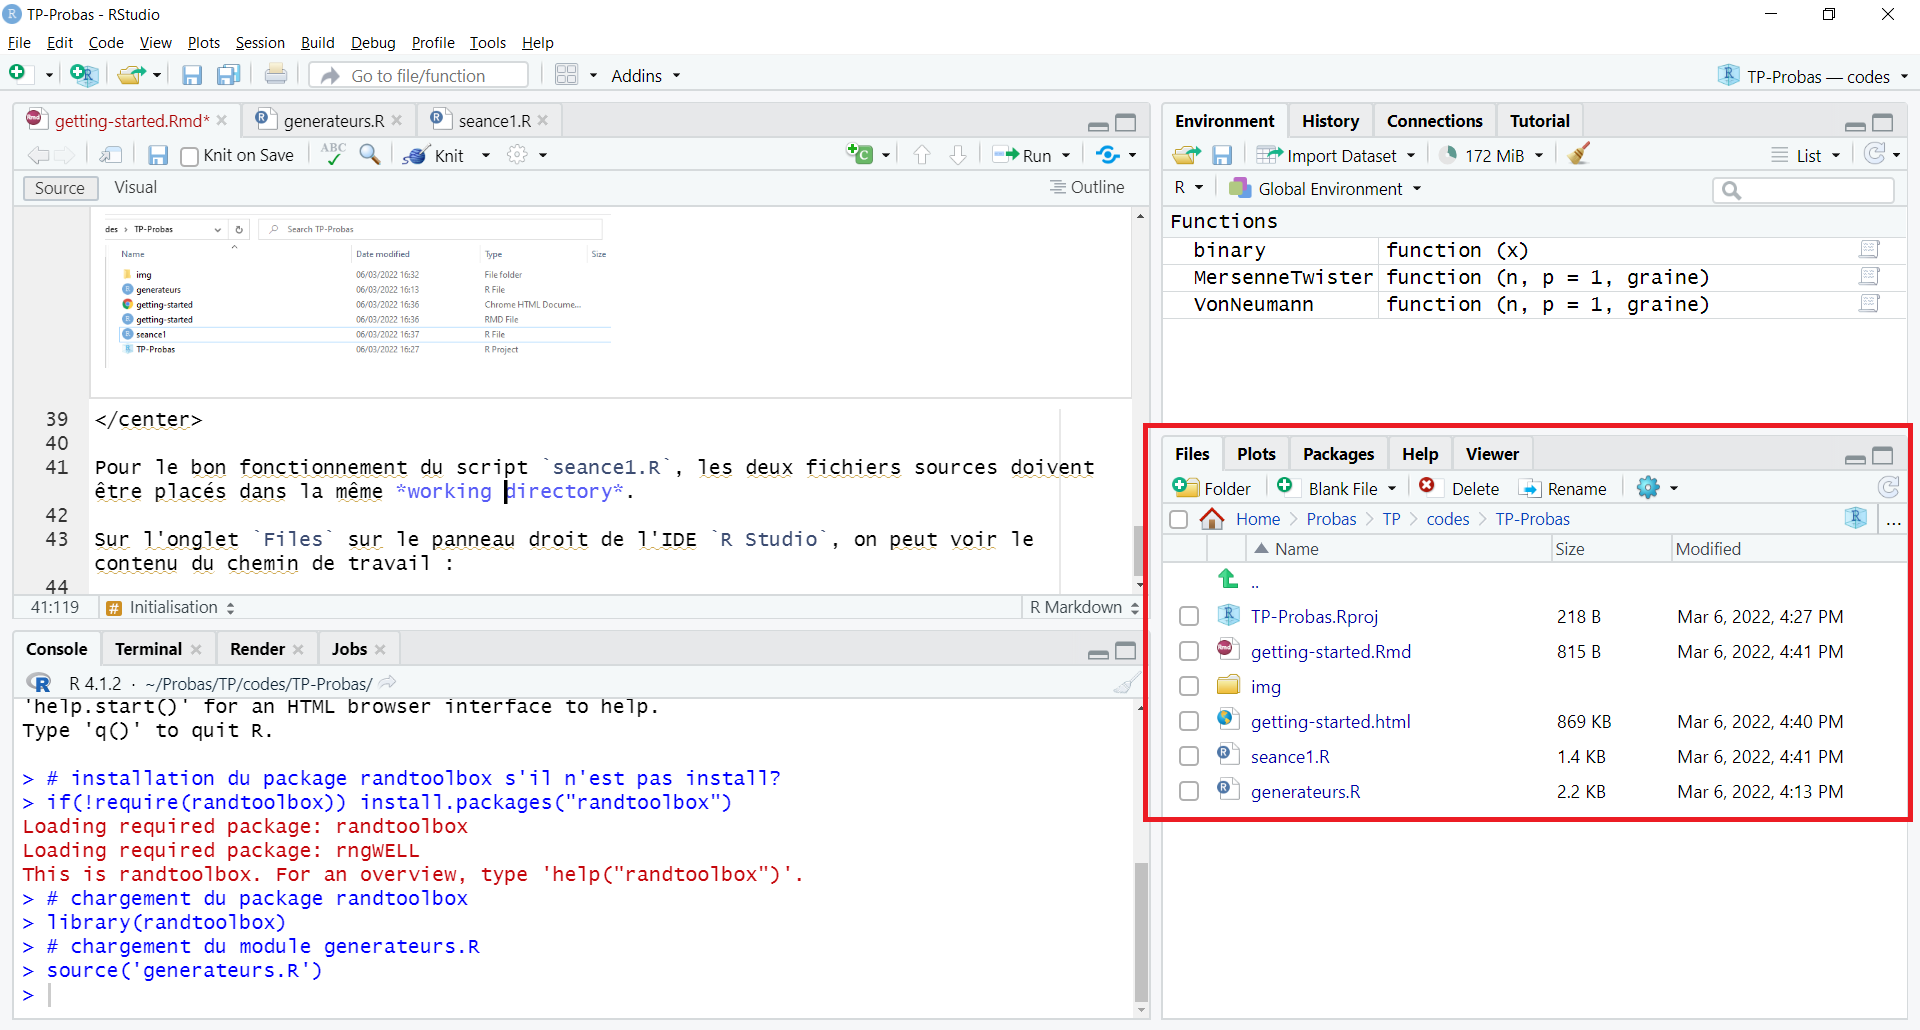 TP-Probas - RStudio
File Edit Code View Plots Session Build Debug Profile Tools Help
Go to file/function Addins TP-Probas — codes
getting-started.Rmd* generateurs.R seance1.R
Knit on Save ABC Knit Run
Source Visual Outline
des > TP-Probas Search TP-Probas
Name Date modified Type Size
img 06/03/2022 16:32 File folder
generateurs 06/03/2022 16:13 R File
getting-started 06/03/2022 16:36 Chrome HTML Docume...
getting-started 06/03/2022 16:36 RMD File
seance1 06/03/2022 16:37 R File
TP-Probas 06/03/2022 16:27 R Project
39 </center>
40
41 Pour le bon fonctionnement du script `seance1.R`, les deux fichiers sources doivent
être placés dans la même *working directory*.
42
43 Sur l'onglet `Files` sur le panneau droit de l'IDE `R Studio`, on peut voir le
contenu du chemin de travail :
44
41:119 # Initialisation R Markdown
Console Terminal Render Jobs
R 4.1.2 · ~/Probas/TP/codes/TP-Probas/
'help.start()' for an HTML browser interface to help.
Type 'q()' to quit R.
> # installation du package randtoolbox s'il n'est pas install?
> if(!require(randtoolbox)) install.packages("randtoolbox")
Loading required package: randtoolbox
Loading required package: rngWELL
This is randtoolbox. For an overview, type 'help("randtoolbox")'.
> # chargement du package randtoolbox
> library(randtoolbox)
> # chargement du module generateurs.R
> source('generateurs.R')
>
Environment History Connections Tutorial
Import Dataset 172 MiB List
R Global Environment
Functions
binary function (x)
MersenneTwister function (n, p = 1, graine)
VonNeumann function (n, p = 1, graine)
Files Plots Packages Help Viewer
Folder Blank File Delete Rename
Home > Probas > TP > codes > TP-Probas ...
Name Size Modified
..
TP-Probas.Rproj 218 B Mar 6, 2022, 4:27 PM
getting-started.Rmd 815 B Mar 6, 2022, 4:41 PM
img
getting-started.html 869 KB Mar 6, 2022, 4:40 PM
seance1.R 1.4 KB Mar 6, 2022, 4:41 PM
generateurs.R 2.2 KB Mar 6, 2022, 4:13 PM